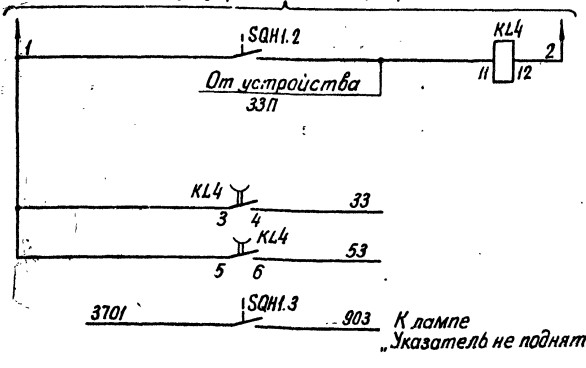 SQH1.2
KL4
1
2
От устройства
ЗЗП
11
12
KL4
3
4
33
KL4
5
6
53
SQH1.3
3701
903
К лампе
„Указатель не поднят